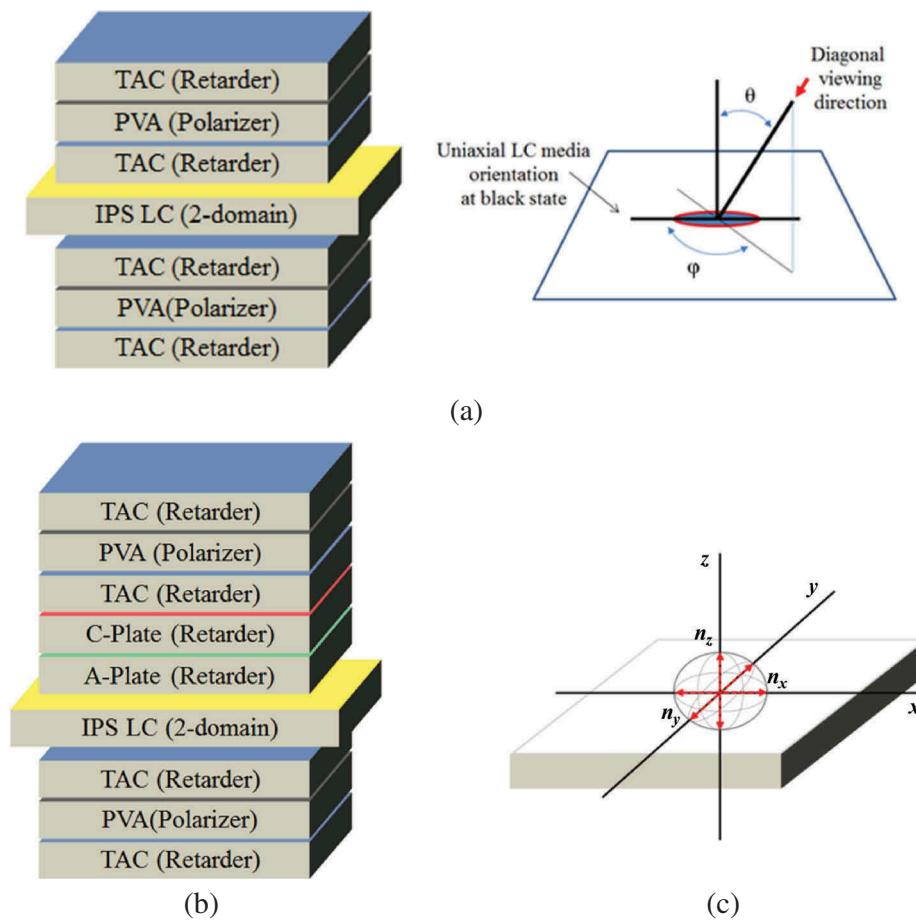 TAC (Retarder)
PVA (Polarizer)
TAC (Retarder)
IPS LC (2-domain)
TAC (Retarder)
PVA(Polarizer)
TAC (Retarder)
Diagonal
viewing
direction
θ
Uniaxial LC media
orientation
at black state
φ
(a)
TAC (Retarder)
PVA (Polarizer)
TAC (Retarder)
C-Plate (Retarder)
A-Plate (Retarder)
IPS LC (2-domain)
TAC (Retarder)
PVA(Polarizer)
TAC (Retarder)
(b)
z
y
nz
nx
ny
x
(c)